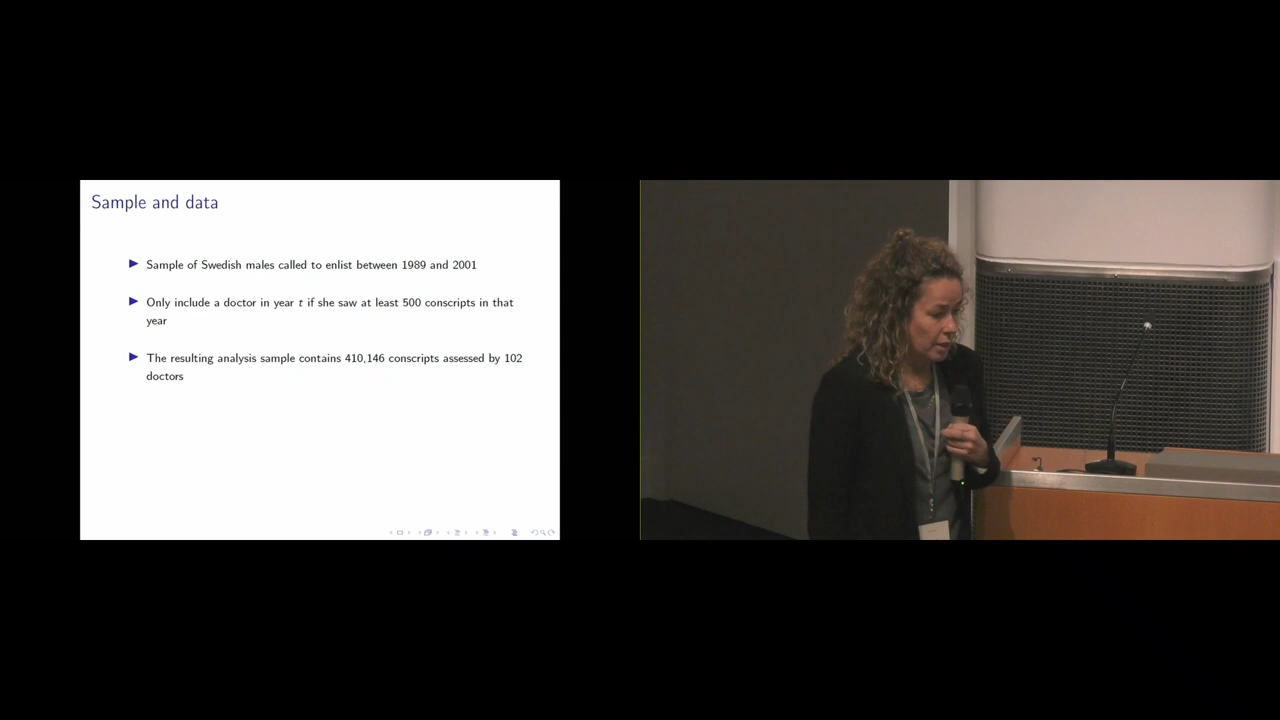 Sample and data
Sample of Swedish males called to enlist between 1989 and 2001
Only include a doctor in year t if she saw at least 500 conscripts in that
year
The resulting analysis sample contains 410,146 conscripts assessed by 102
doctors